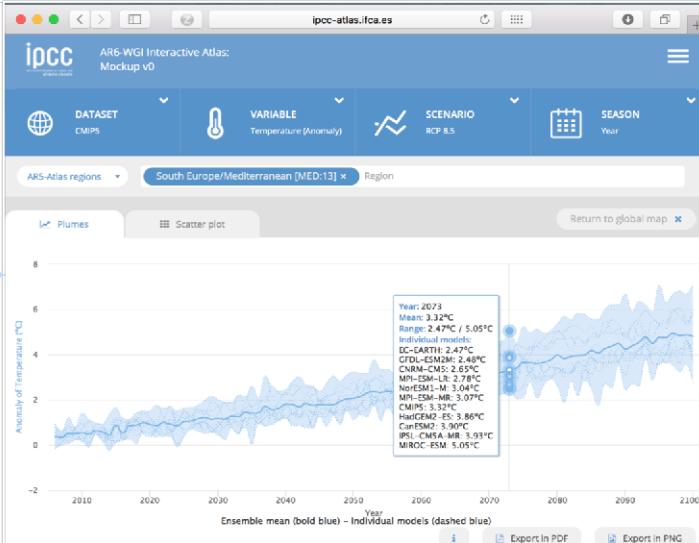 ipcc-atlas.ifca.es
ipcc
AR6-WGI Interactive Atlas:
Mockup v0
DATASET
CMIP5
VARIABLE
Temperature (Anomaly)
SCENARIO
RCP 8.5
SEASON
Year
AR5-Atlas regions
South Europe/Mediterranean [MED:13] ×
Region
Plumes
Scatter plot
Return to global map ×
8
6
4
2
0
-2
Anomaly of Temperature (°C)
Year: 2073
Mean: 3.32°C
Range: 2.47°C / 5.05°C
Individual models:
EC-EARTH: 2.47°C
GFDL-ESM2M: 2.48°C
CNRM-CM5: 2.65°C
MPI-ESM-LR: 2.78°C
NorESM1-M: 3.04°C
MPI-ESM-MR: 3.07°C
CMIP5: 3.32°C
HadGEM2-ES: 3.86°C
CanESM2: 3.90°C
IPSL-CM5A-MR: 3.93°C
MIROC-ESM: 5.05°C
2010
2020
2030
2040
2050
2060
2070
2080
2090
2100
Year
Ensemble mean (bold blue) - Individual models (dashed blue)
i
Export in PDF
Export in PNG